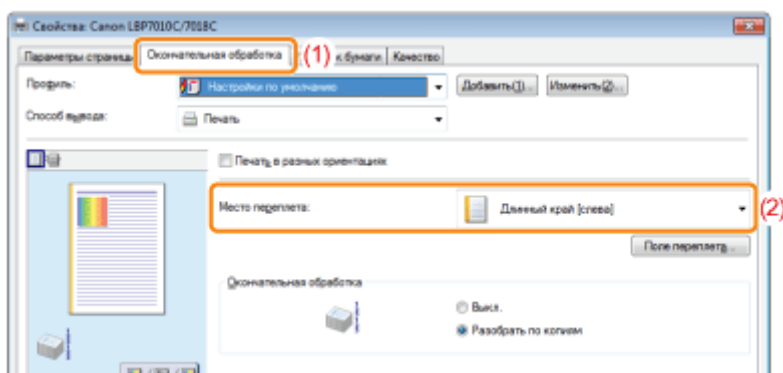 Свойства: Canon LBP7010C/7018C
Параметры страницы Окончательная обработка (1) к бумаги Качество
Профиль: Настройки по умолчанию Добавить(1)... Изменить(2)...
Способ вывода: Печать
Печать в разных ориентациях
Место переплета: Длинный край [слева] (2)
Поле переплета...
Окончательная обработка
Выкл.
Разобрать по копиям